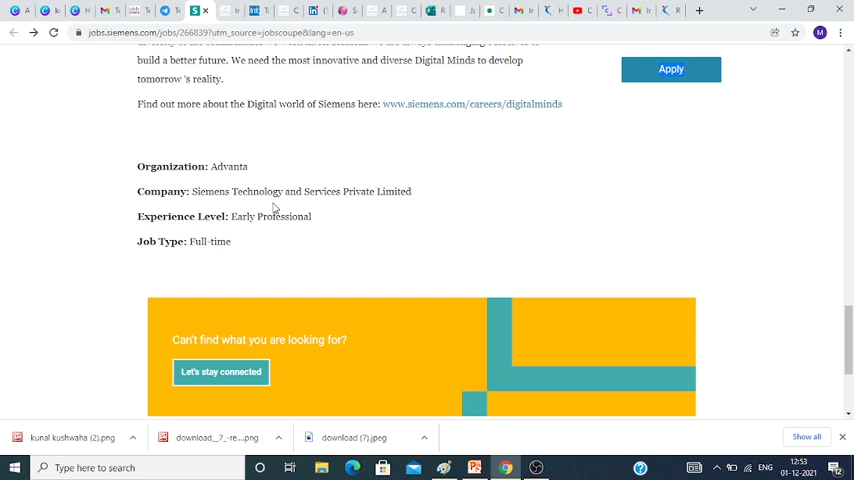 jobs.siemens.com/jobs/266839?utm_source=jobscoupe&lang=en-us
build a better future. We need the most innovative and diverse Digital Minds to develop
tomorrow 's reality.
Apply
Find out more about the Digital world of Siemens here: www.siemens.com/careers/digitalminds
Organization: Advanta
Company: Siemens Technology and Services Private Limited
Experience Level: Early Professional
Job Type: Full-time
Can't find what you are looking for?
Let's stay connected
kunal kushwaha (2).png
download__7_-re....png
download (7).jpeg
Show all
Type here to search
ENG
12:53
01-12-2021
12